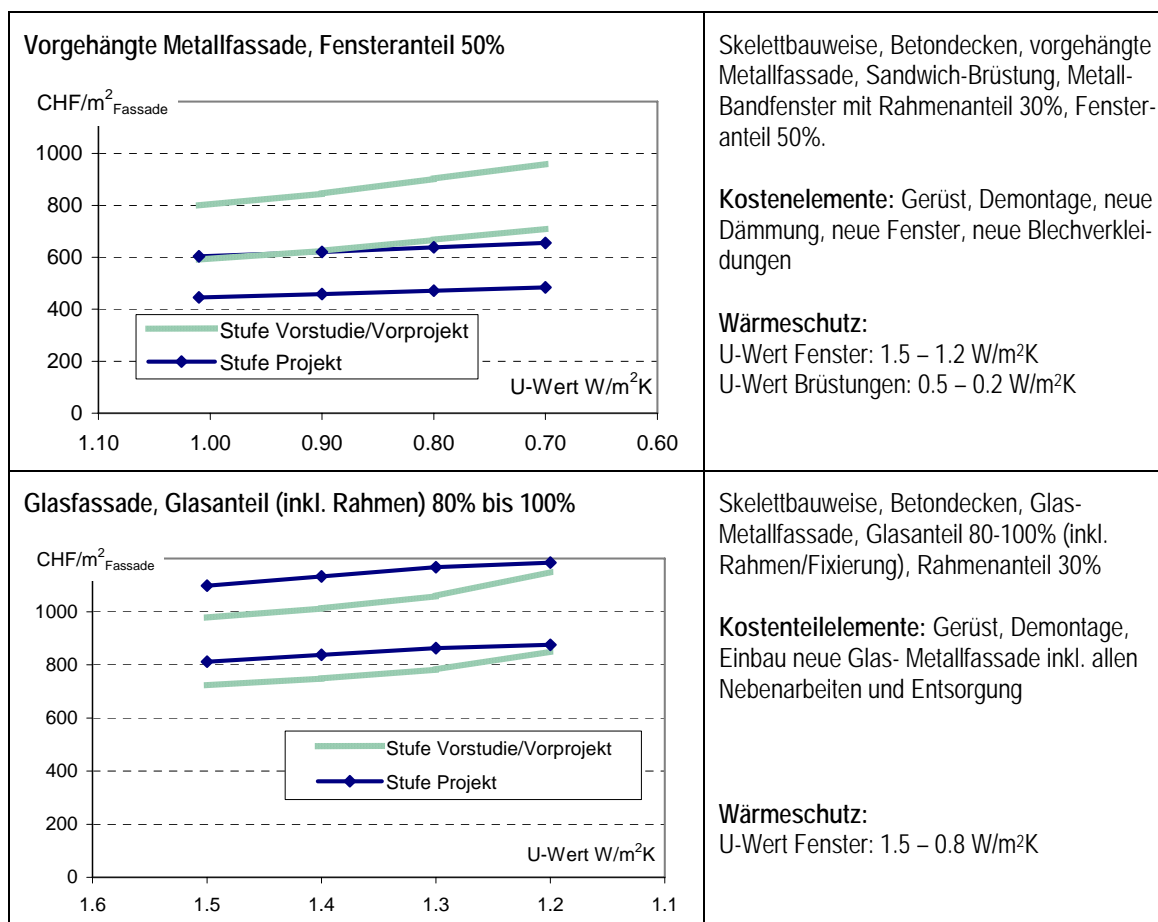 Vorgehängte Metallfassade, Fensteranteil 50%
CHF/m²Fassade
1000
800
600
400
200
0
Stufe Vorstudie/Vorprojekt
Stufe Projekt
U-Wert W/m²K
1.10 1.00 0.90 0.80 0.70 0.60
Skelettbauweise, Betondecken, vorgehängte
Metallfassade, Sandwich-Brüstung, Metall-
Bandfenster mit Rahmenanteil 30%, Fenster-
anteil 50%.
Kostenelemente: Gerüst, Demontage, neue
Dämmung, neue Fenster, neue Blechverklei-
dungen
Wärmeschutz:
U-Wert Fenster: 1.5 – 1.2 W/m²K
U-Wert Brüstungen: 0.5 – 0.2 W/m²K
Glasfassade, Glasanteil (inkl. Rahmen) 80% bis 100%
CHF/m²Fassade
1000
800
600
400
200
0
Stufe Vorstudie/Vorprojekt
Stufe Projekt
U-Wert W/m²K
1.6 1.5 1.4 1.3 1.2 1.1
Skelettbauweise, Betondecken, Glas-
Metallfassade, Glasanteil 80-100% (inkl.
Rahmen/Fixierung), Rahmenanteil 30%
Kostenteilelemente: Gerüst, Demontage,
Einbau neue Glas- Metallfassade inkl. allen
Nebenarbeiten und Entsorgung
Wärmeschutz:
U-Wert Fenster: 1.5 – 0.8 W/m²K